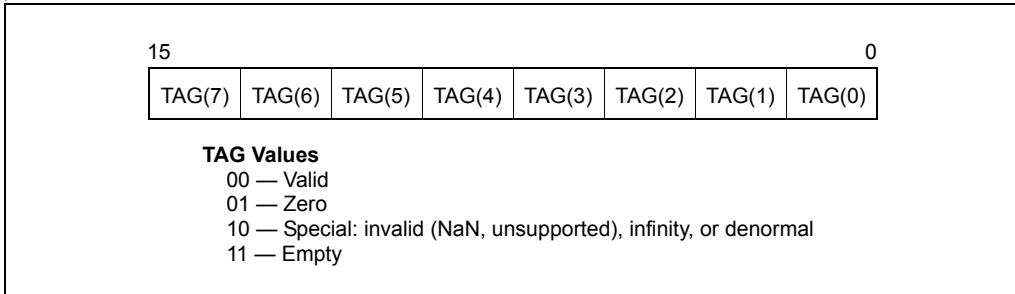 15 0
TAG(7) TAG(6) TAG(5) TAG(4) TAG(3) TAG(2) TAG(1) TAG(0)
TAG Values
00 — Valid
01 — Zero
10 — Special: invalid (NaN, unsupported), infinity, or denormal
11 — Empty